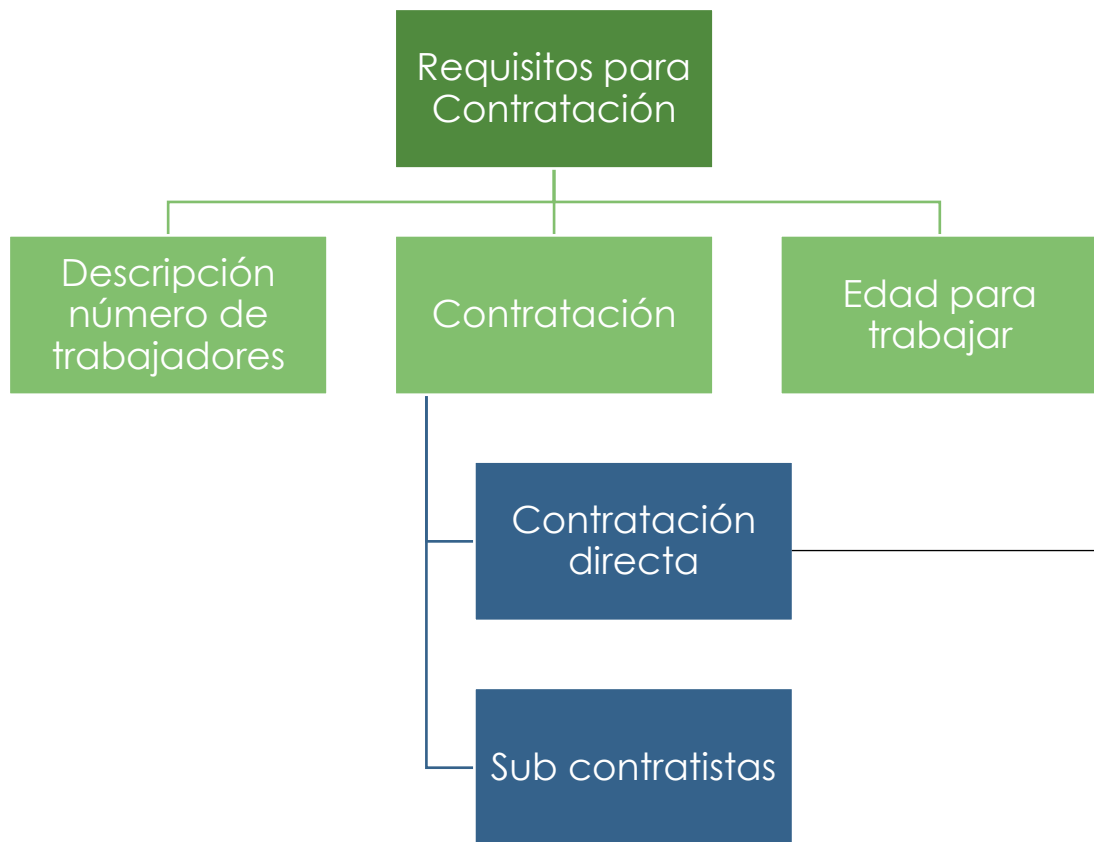 Requisitos para
Contratación
Descripción
número de
trabajadores
Contratación
Edad para
trabajar
Contratación
directa
Sub contratistas